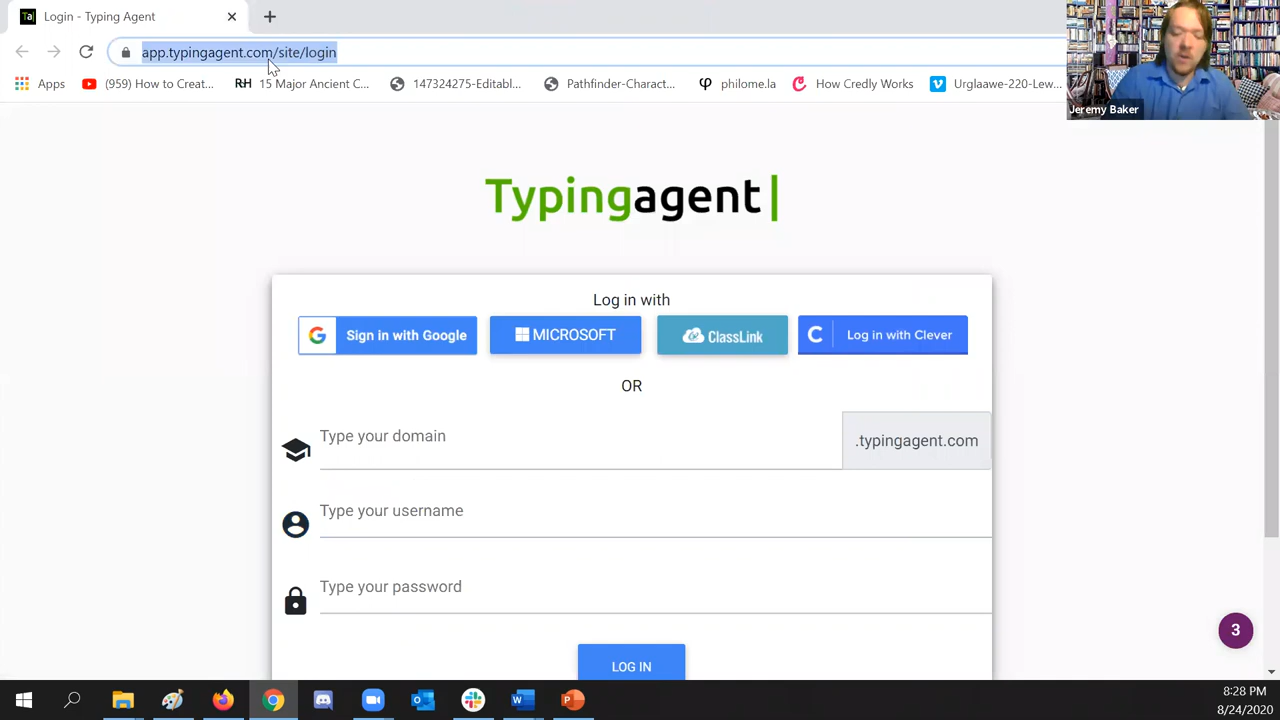 Ta Login - Typing Agent
app.typingagent.com/site/login
Apps (959) How to Creat... RH 15 Major Ancient C... 147324275-Editabl... Pathfinder-Charact... philome.la How Credly Works Urglaawe-220-Lew...
Jeremy Baker
Typingagent
Log in with
Sign in with Google MICROSOFT ClassLink C Log in with Clever
OR
Type your domain .typingagent.com
Type your username
Type your password
3
LOG IN
8:28 PM
8/24/2020